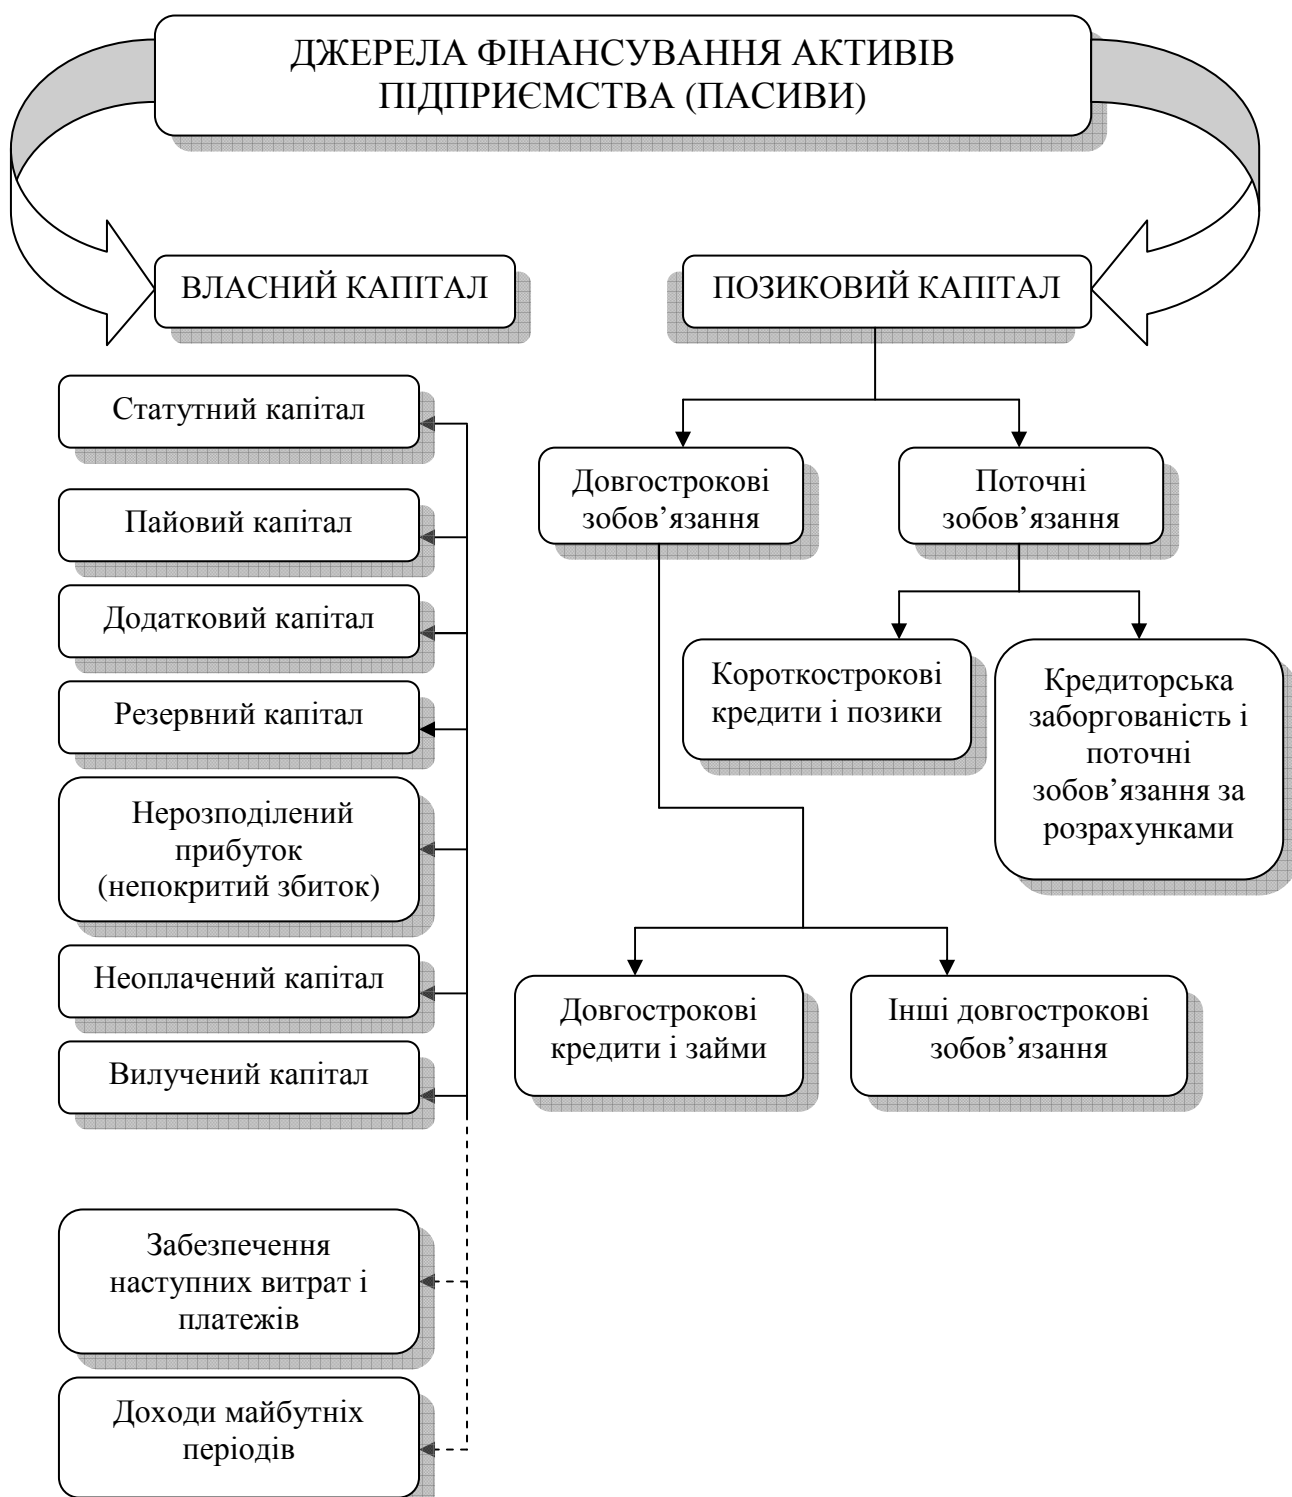 ДЖЕРЕЛА ФІНАНСУВАННЯ АКТИВІВ
ПІДПРИЄМСТВА (ПАСИВИ)
ВЛАСНИЙ КАПІТАЛ
ПОЗИКОВИЙ КАПІТАЛ
Статутний капітал
Пайовий капітал
Додатковий капітал
Резервний капітал
Нерозподілений
прибуток
(непокритий збиток)
Неоплачений капітал
Вилучений капітал
Забезпечення
наступних витрат і
платежів
Доходи майбутніх
періодів
Довгострокові
зобов’язання
Поточні
зобов’язання
Короткострокові
кредити і позики
Кредиторська
заборгованість і
поточні
зобов’язання за
розрахунками
Довгострокові
кредити і займи
Інші довгострокові
зобов’язання